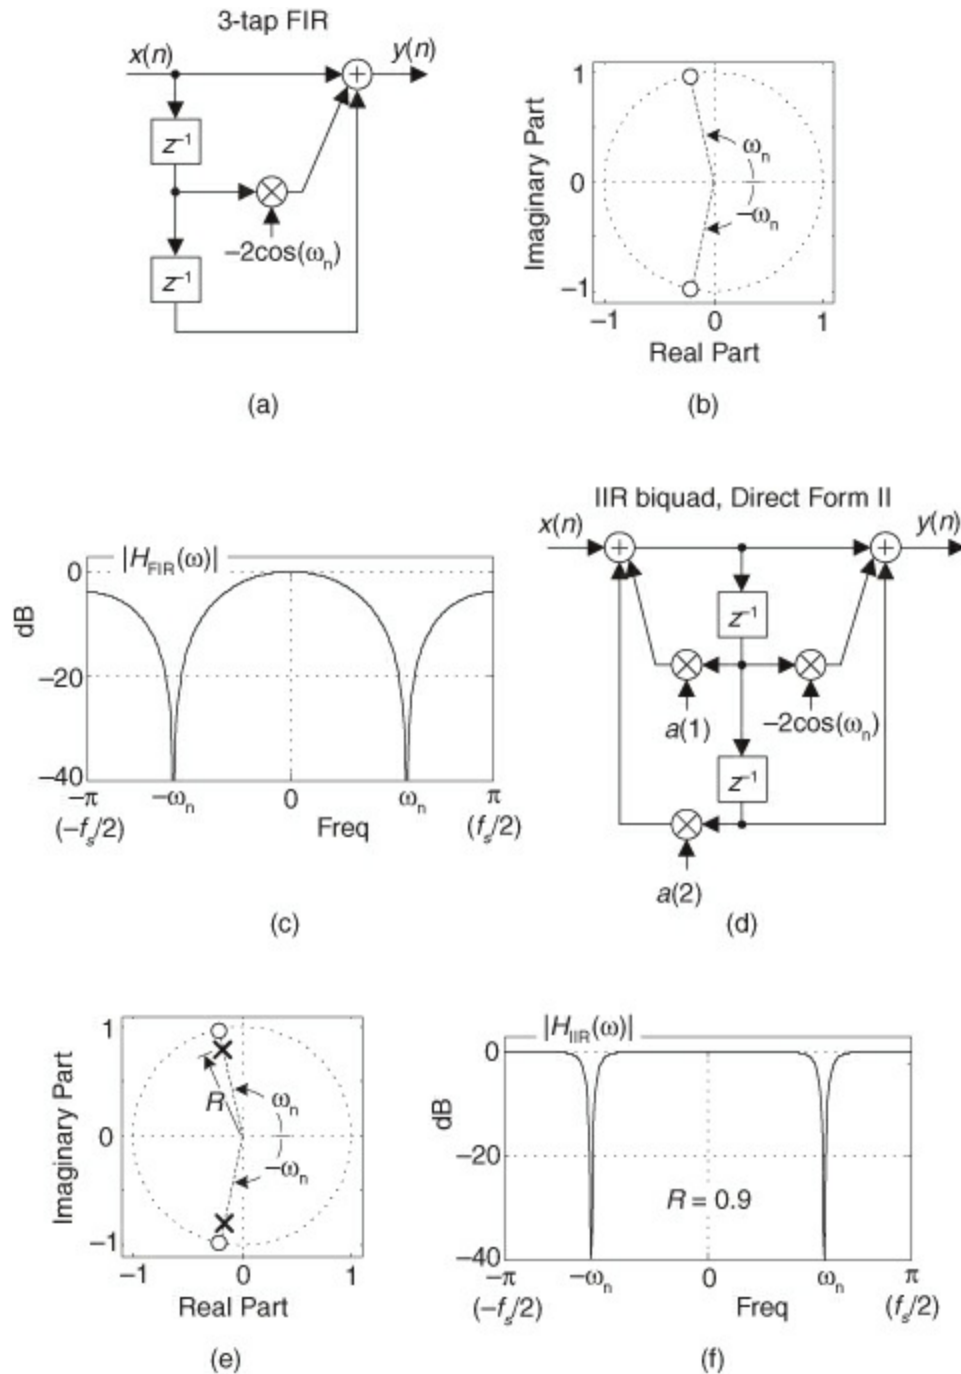 3-tap FIR
x(n)
y(n)
+
z⁻¹
×
−2cos(ωₙ)
z⁻¹
(a)
Imaginary Part
1
0
−1
ωₙ
−ωₙ
−1 0 1
Real Part
(b)
|H_FIR(ω)|
dB
0
−20
−40
−π −ωₙ 0 ωₙ π
(−fₛ/2) Freq (fₛ/2)
(c)
IIR biquad, Direct Form II
x(n)
y(n)
+ +
z⁻¹
× ×
a(1) −2cos(ωₙ)
z⁻¹
×
a(2)
(d)
Imaginary Part
1
0
−1
R
ωₙ
−ωₙ
−1 0 1
Real Part
(e)
|H_IIR(ω)|
dB
0
−20
−40
R = 0.9
−π −ωₙ 0 ωₙ π
(−fₛ/2) Freq (fₛ/2)
(f)